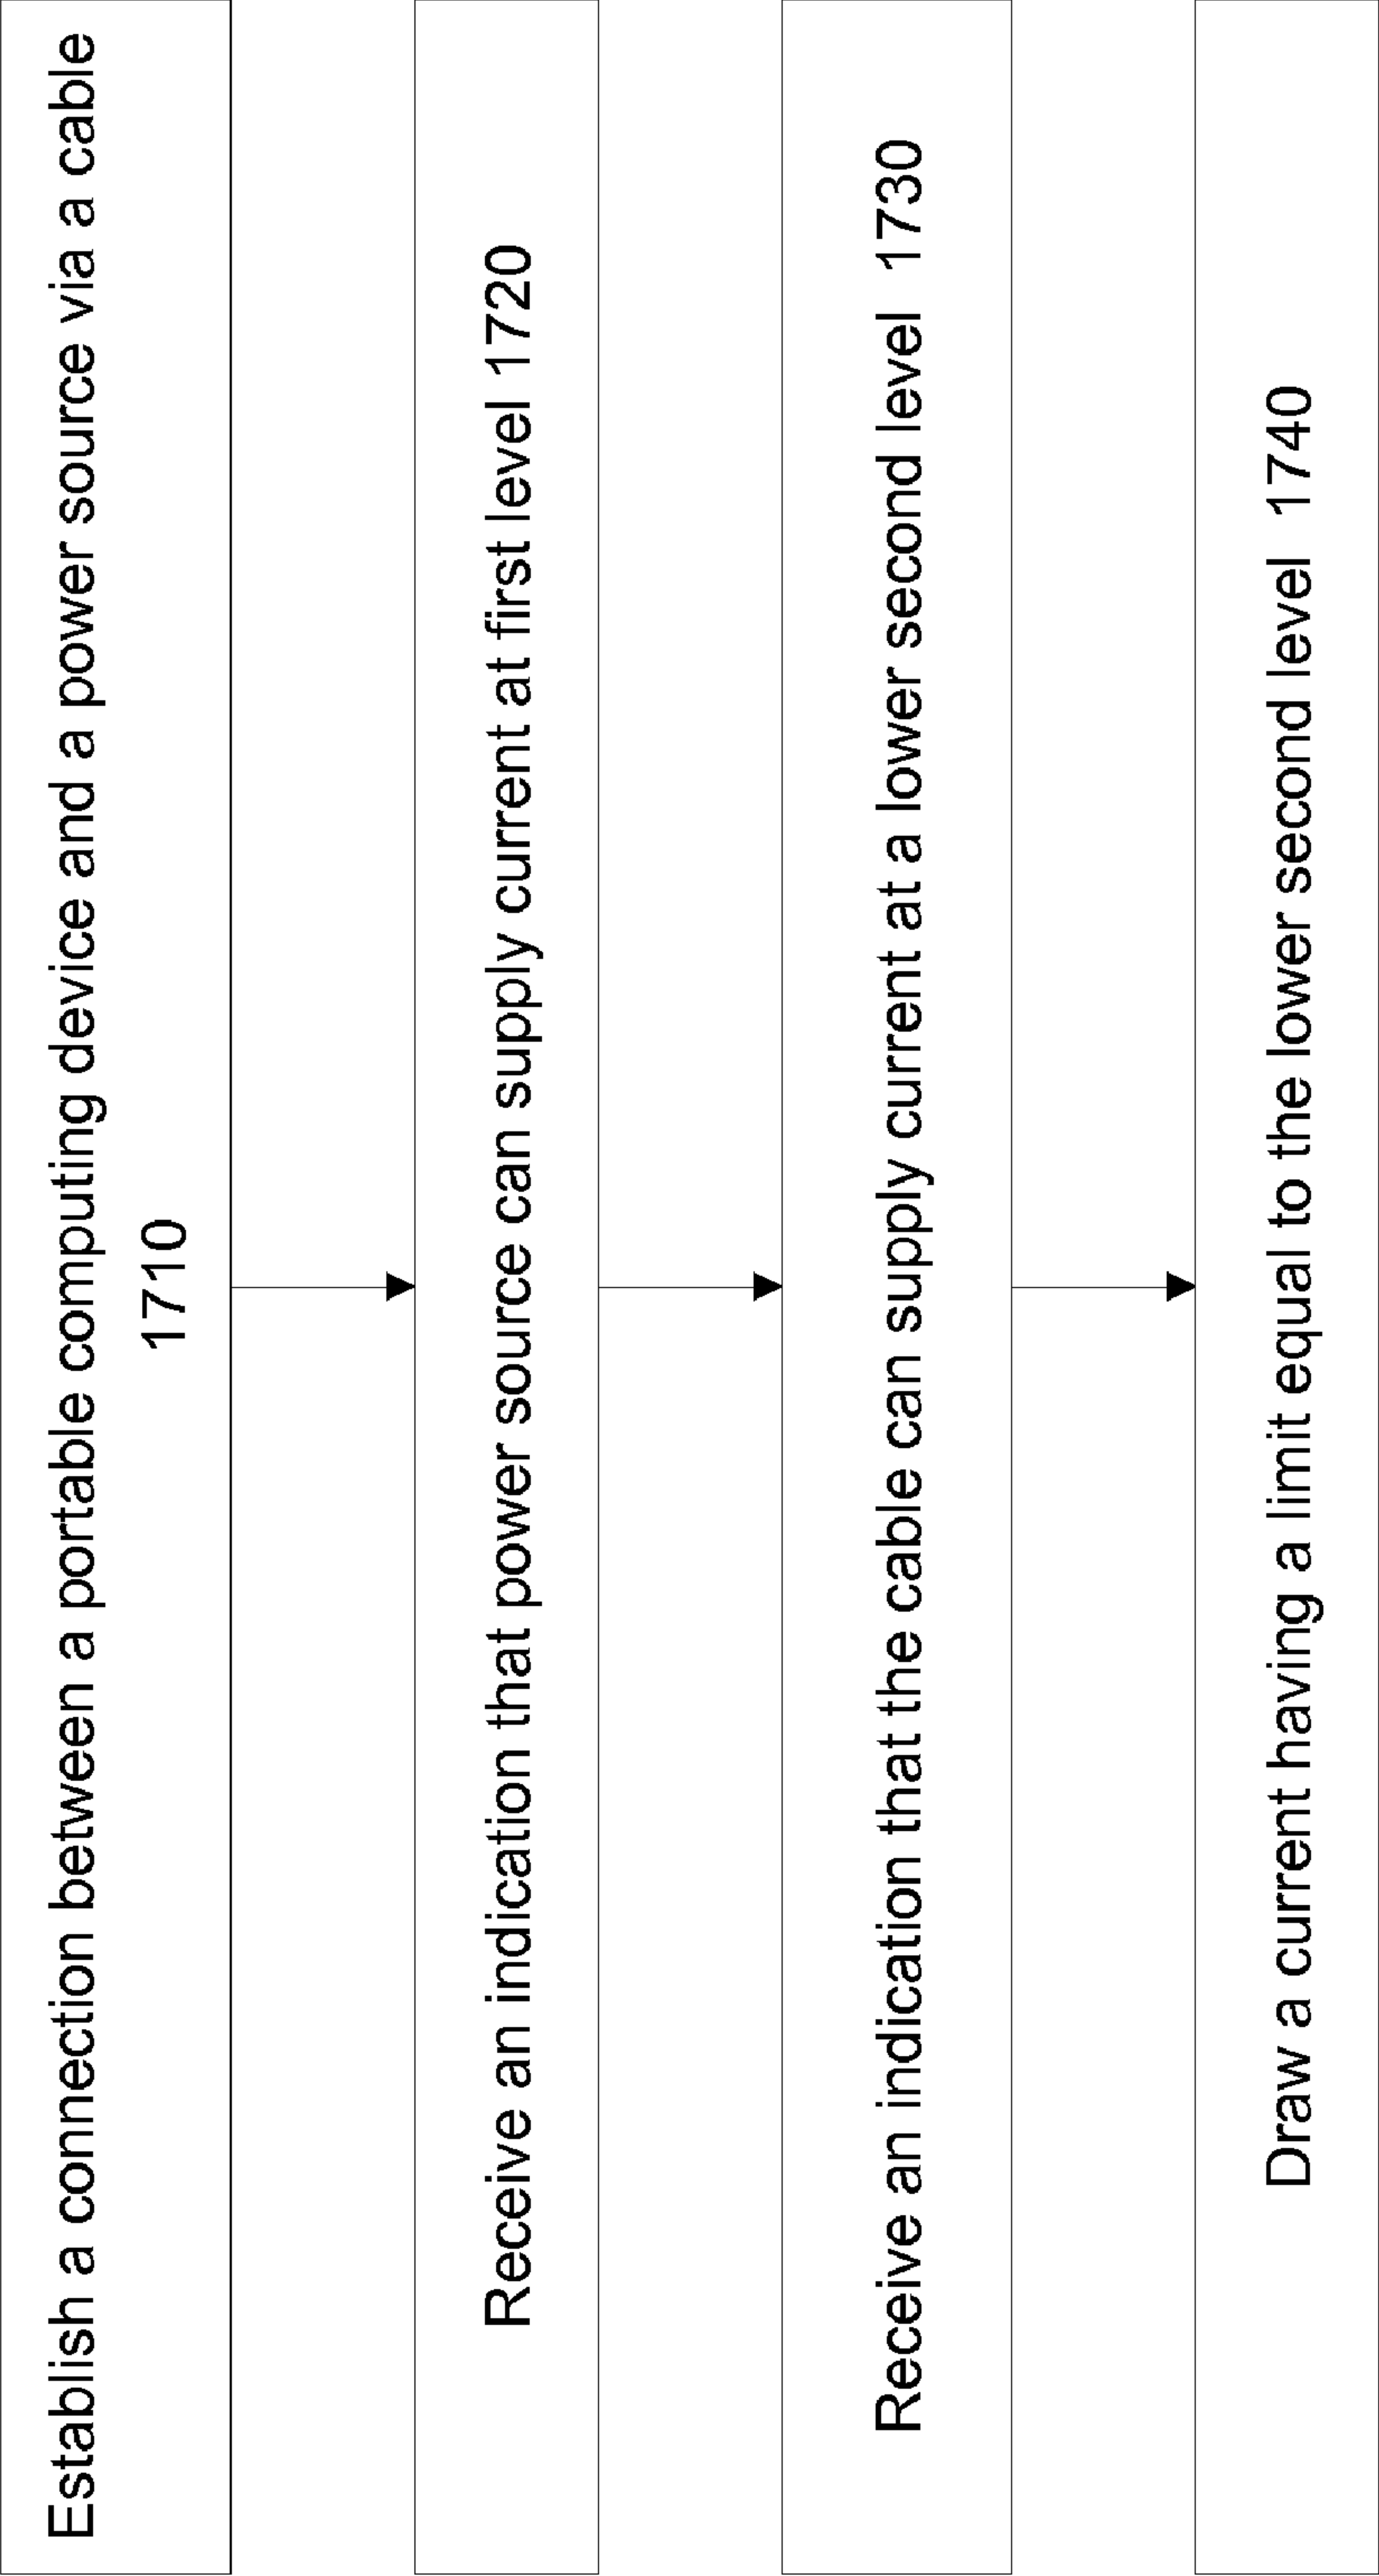 Establish a connection between a portable computing device and a power source via a cable
1710
Receive an indication that power source can supply current at first level 1720
Receive an indication that the cable can supply current at a lower second level 1730
Draw a current having a limit equal to the lower second level 1740